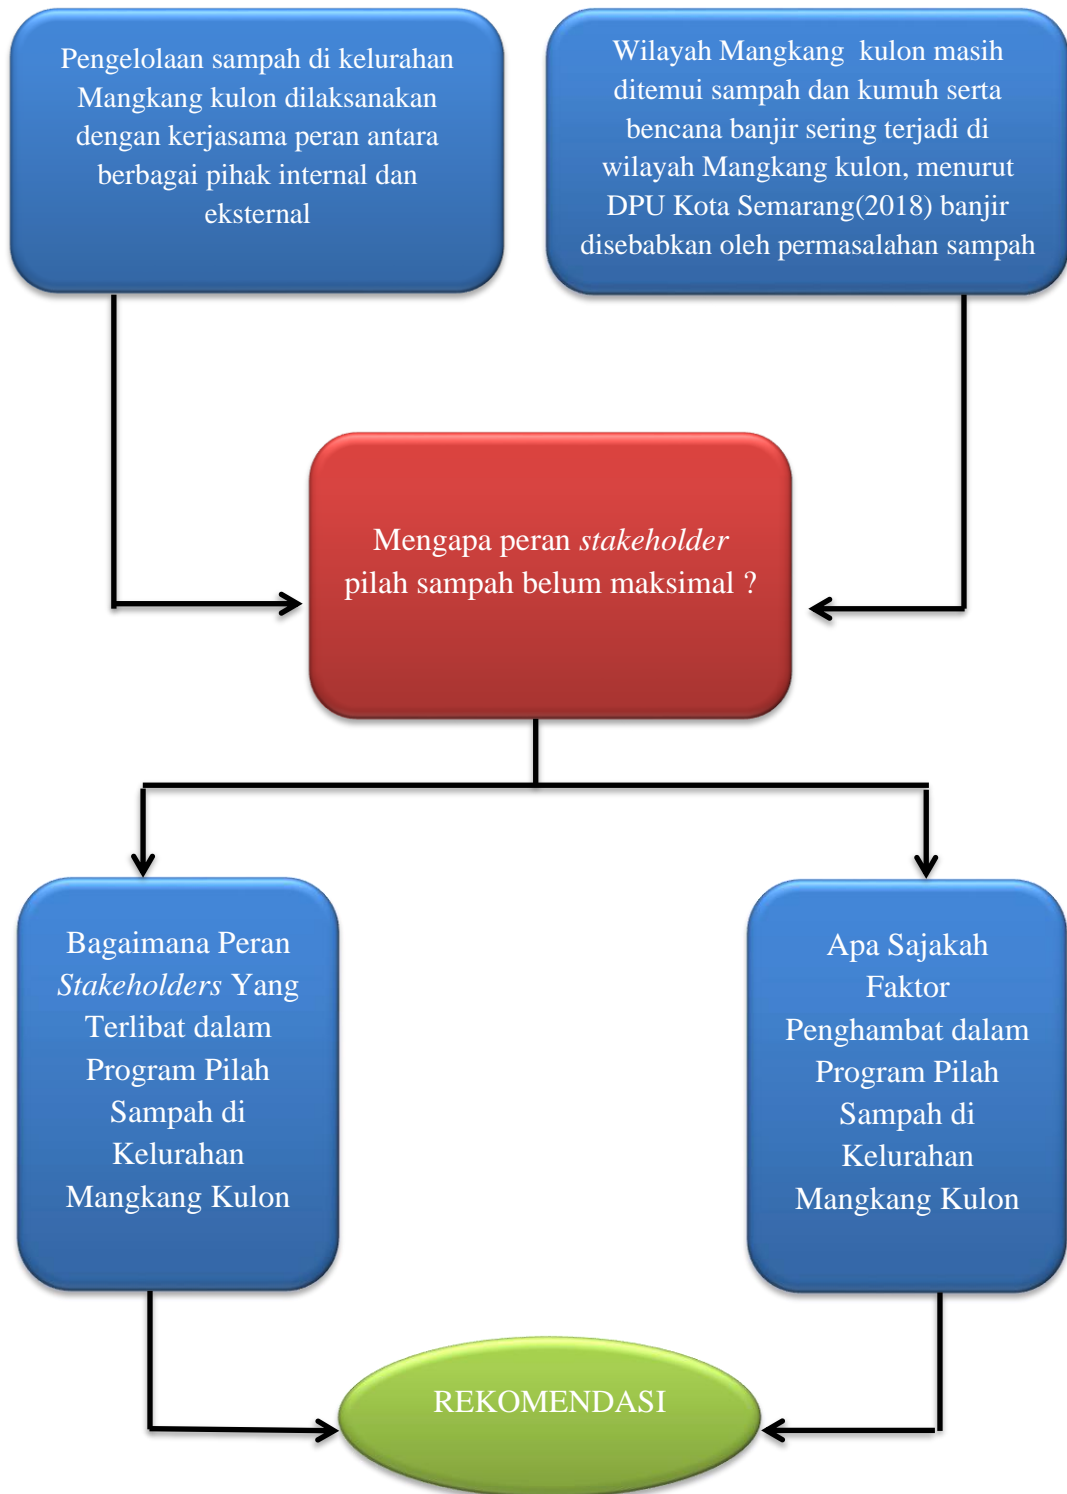 Pengelolaan sampah di kelurahan
Mangkang kulon dilaksanakan
dengan kerjasama peran antara
berbagai pihak internal dan
eksternal
Wilayah Mangkang kulon masih
ditemui sampah dan kumuh serta
bencana banjir sering terjadi di
wilayah Mangkang kulon, menurut
DPU Kota Semarang(2018) banjir
disebabkan oleh permasalahan sampah
Mengapa peran stakeholder
pilah sampah belum maksimal ?
Bagaimana Peran
Stakeholders Yang
Terlibat dalam
Program Pilah
Sampah di
Kelurahan
Mangkang Kulon
Apa Sajakah
Faktor
Penghambat dalam
Program Pilah
Sampah di
Kelurahan
Mangkang Kulon
REKOMENDASI